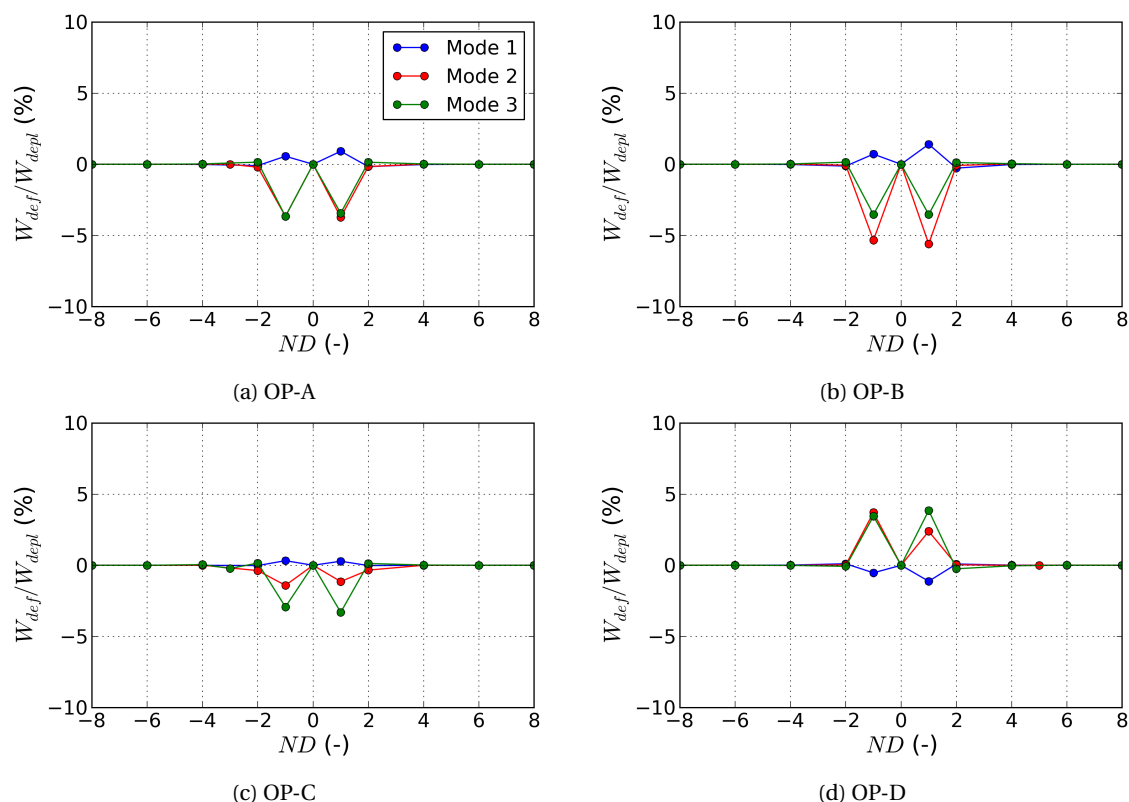 10
5
0
−5
−10
W_def/W_depl (%)
−8 −6 −4 −2 0 2 4 6 8
ND (-)
Mode 1
Mode 2
Mode 3
(a) OP-A
10
5
0
−5
−10
W_def/W_depl (%)
−8 −6 −4 −2 0 2 4 6 8
ND (-)
(b) OP-B
10
5
0
−5
−10
W_def/W_depl (%)
−8 −6 −4 −2 0 2 4 6 8
ND (-)
(c) OP-C
10
5
0
−5
−10
W_def/W_depl (%)
−8 −6 −4 −2 0 2 4 6 8
ND (-)
(d) OP-D